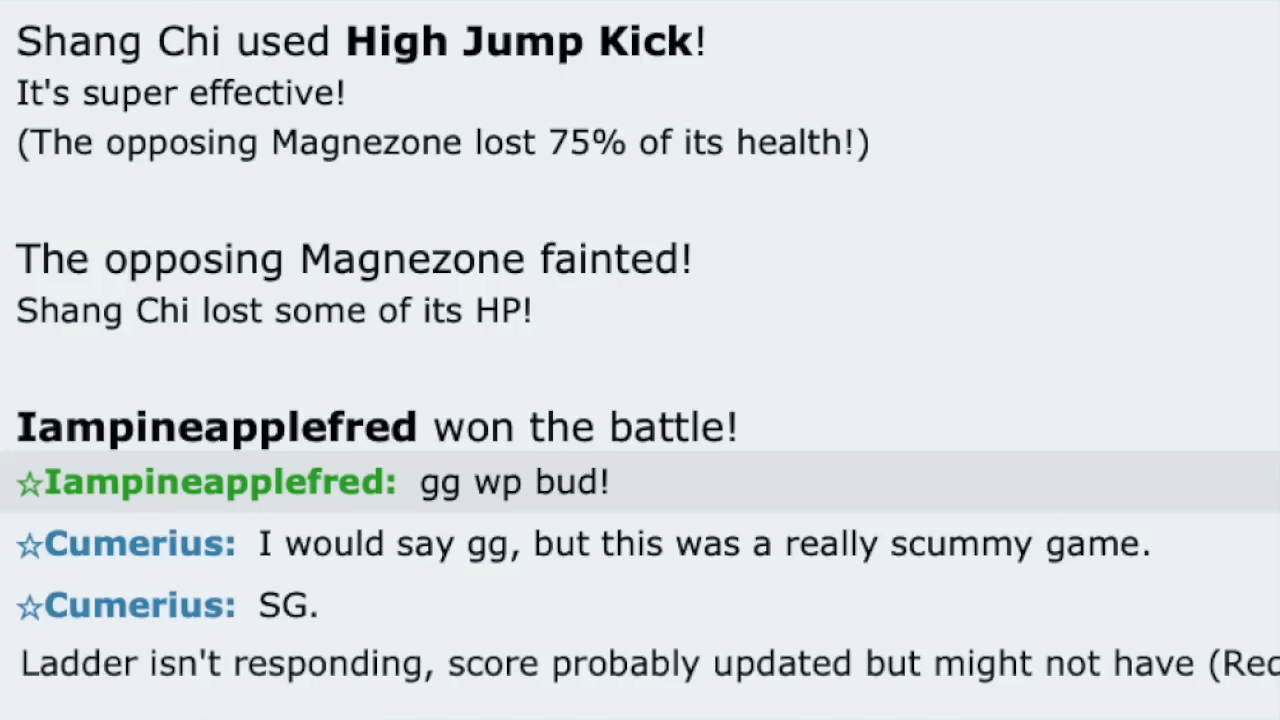 Shang Chi used High Jump Kick!
It's super effective!
(The opposing Magnezone lost 75% of its health!)
The opposing Magnezone fainted!
Shang Chi lost some of its HP!
Iampineapplefred won the battle!
☆Iampineapplefred: gg wp bud!
☆Cumerius: I would say gg, but this was a really scummy game.
☆Cumerius: SG.
Ladder isn't responding, score probably updated but might not have (Rec